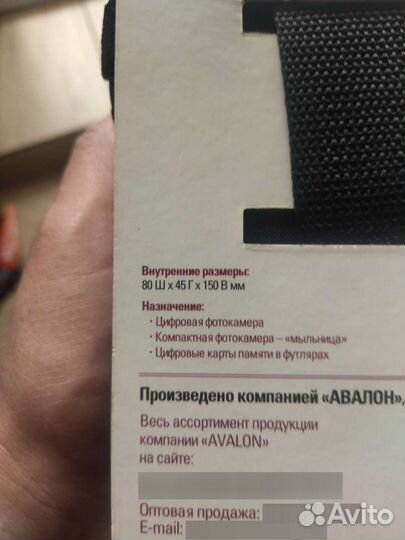 Внутренние размеры:
80 Ш x 45 Г x 150 В мм
Назначение:
· Цифровая фотокамера
· Компактная фотокамера – «мыльница»
· Цифровые карты памяти в футлярах
Произведено компанией «АВАЛОН»,
Весь ассортимент продукции
компании «AVALON»
на сайте:
Оптовая продажа:
E-mail:
Avito